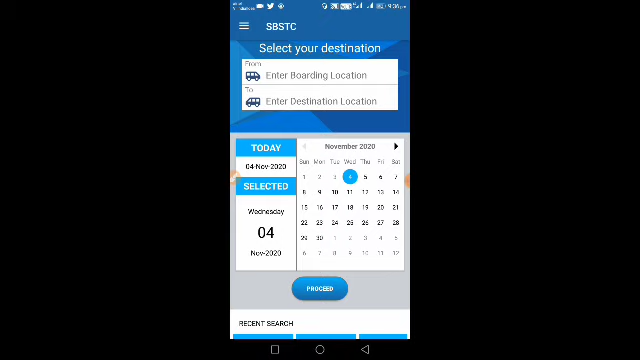 9:36 pm
SBSTC
Select your destination
From
Enter Boarding Location
To
Enter Destination Location
TODAY
04-Nov-2020
SELECTED
Wednesday
04
Nov-2020
November 2020
Sun Mon Tue Wed Thu Fri Sat
1 2 3 4 5 6 7
8 9 10 11 12 13 14
15 16 17 18 19 20 21
22 23 24 25 26 27 28
29 30 1 2 3 4 5
6 7 8 9 10 11 12
PROCEED
RECENT SEARCH